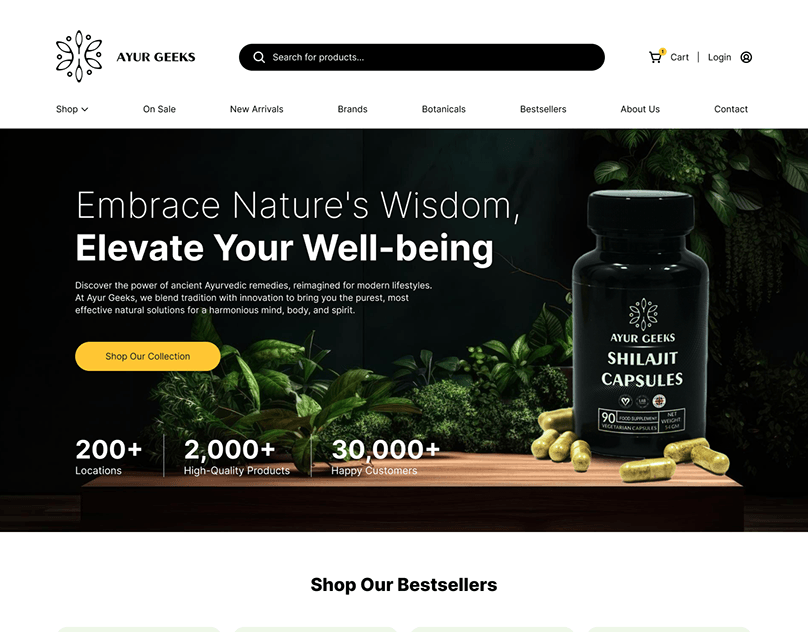 AYUR GEEKS
Search for products...
1
Cart | Login
Shop
On Sale
New Arrivals
Brands
Botanicals
Bestsellers
About Us
Contact
Embrace Nature's Wisdom,
Elevate Your Well-being
Discover the power of ancient Ayurvedic remedies, reimagined for modern lifestyles.
At Ayur Geeks, we blend tradition with innovation to bring you the purest, most
effective natural solutions for a harmonious mind, body, and spirit.
Shop Our Collection
200+
Locations
2,000+
High-Quality Products
30,000+
Happy Customers
AYUR GEEKS
SHILAJIT
CAPSULES
90 FOOD SUPPLEMENT
VEGETARIAN CAPSULES
NET
WEIGHT
Shop Our Bestsellers